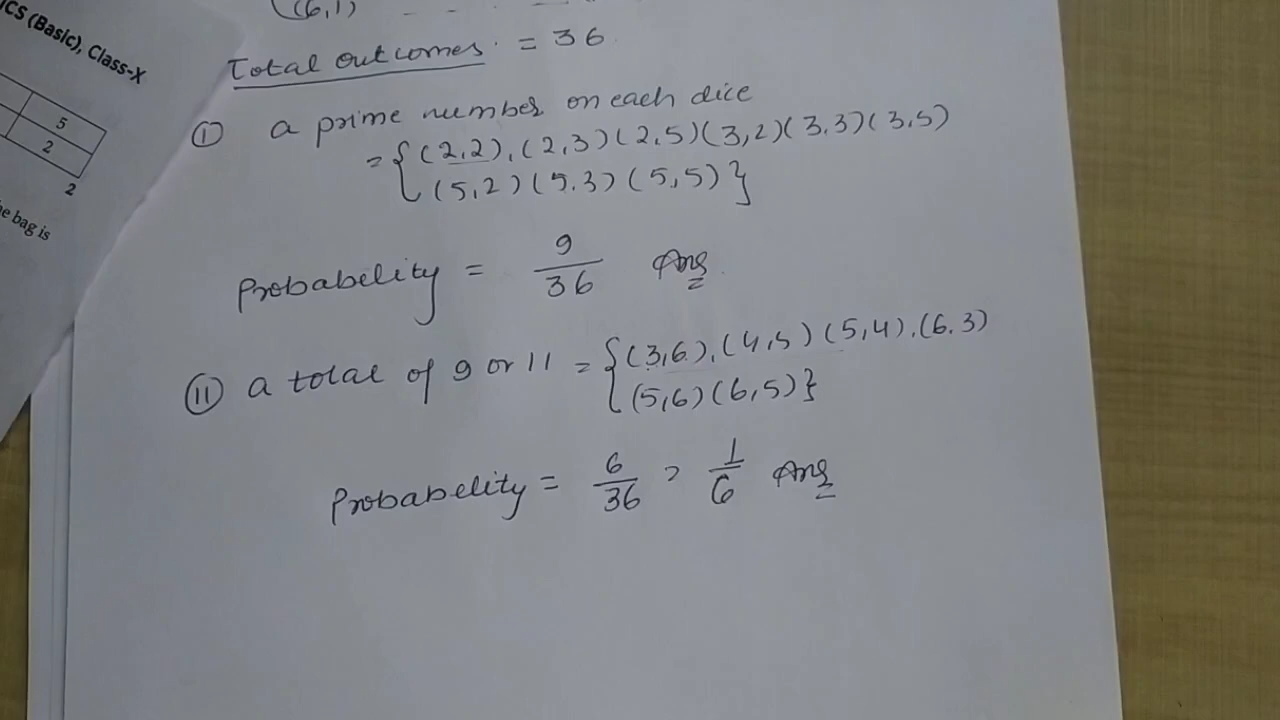 (6,1) - - -
Total outcomes = 36
(I) a prime number on each dice
= { (2,2), (2,3) (2,5) (3,2) (3.3) (3,5)
(5,2) (5.3) (5,5) }
Probabelity = 9/36 Ans
(II) a total of 9 or 11 = { (3,6), (4,5) (5,4), (6.3)
(5,6) (6,5) }
Probabelity = 6/36 = 1/6 Ans
ICS (Basic), Class-X
5
2
2
e bag is